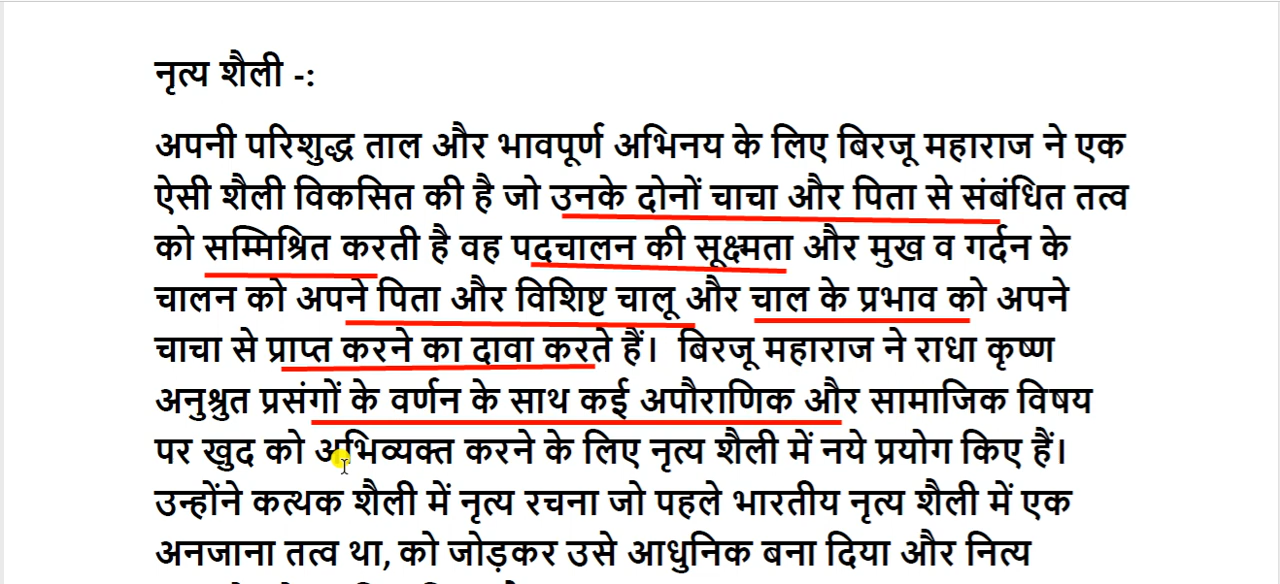 नृत्य शैली -:
अपनी परिशुद्ध ताल और भावपूर्ण अभिनय के लिए बिरजू महाराज ने एक
ऐसी शैली विकसित की है जो उनके दोनों चाचा और पिता से संबंधित तत्व
को सम्मिश्रित करती है वह पदचालन की सूक्ष्मता और मुख व गर्दन के
चालन को अपने पिता और विशिष्ट चालू और चाल के प्रभाव को अपने
चाचा से प्राप्त करने का दावा करते हैं। बिरजू महाराज ने राधा कृष्ण
अनुश्रुत प्रसंगों के वर्णन के साथ कई अपौराणिक और सामाजिक विषय
पर खुद को अभिव्यक्त करने के लिए नृत्य शैली में नये प्रयोग किए हैं।
उन्होंने कत्थक शैली में नृत्य रचना जो पहले भारतीय नृत्य शैली में एक
अनजाना तत्व था, को जोड़कर उसे आधुनिक बना दिया और नित्य